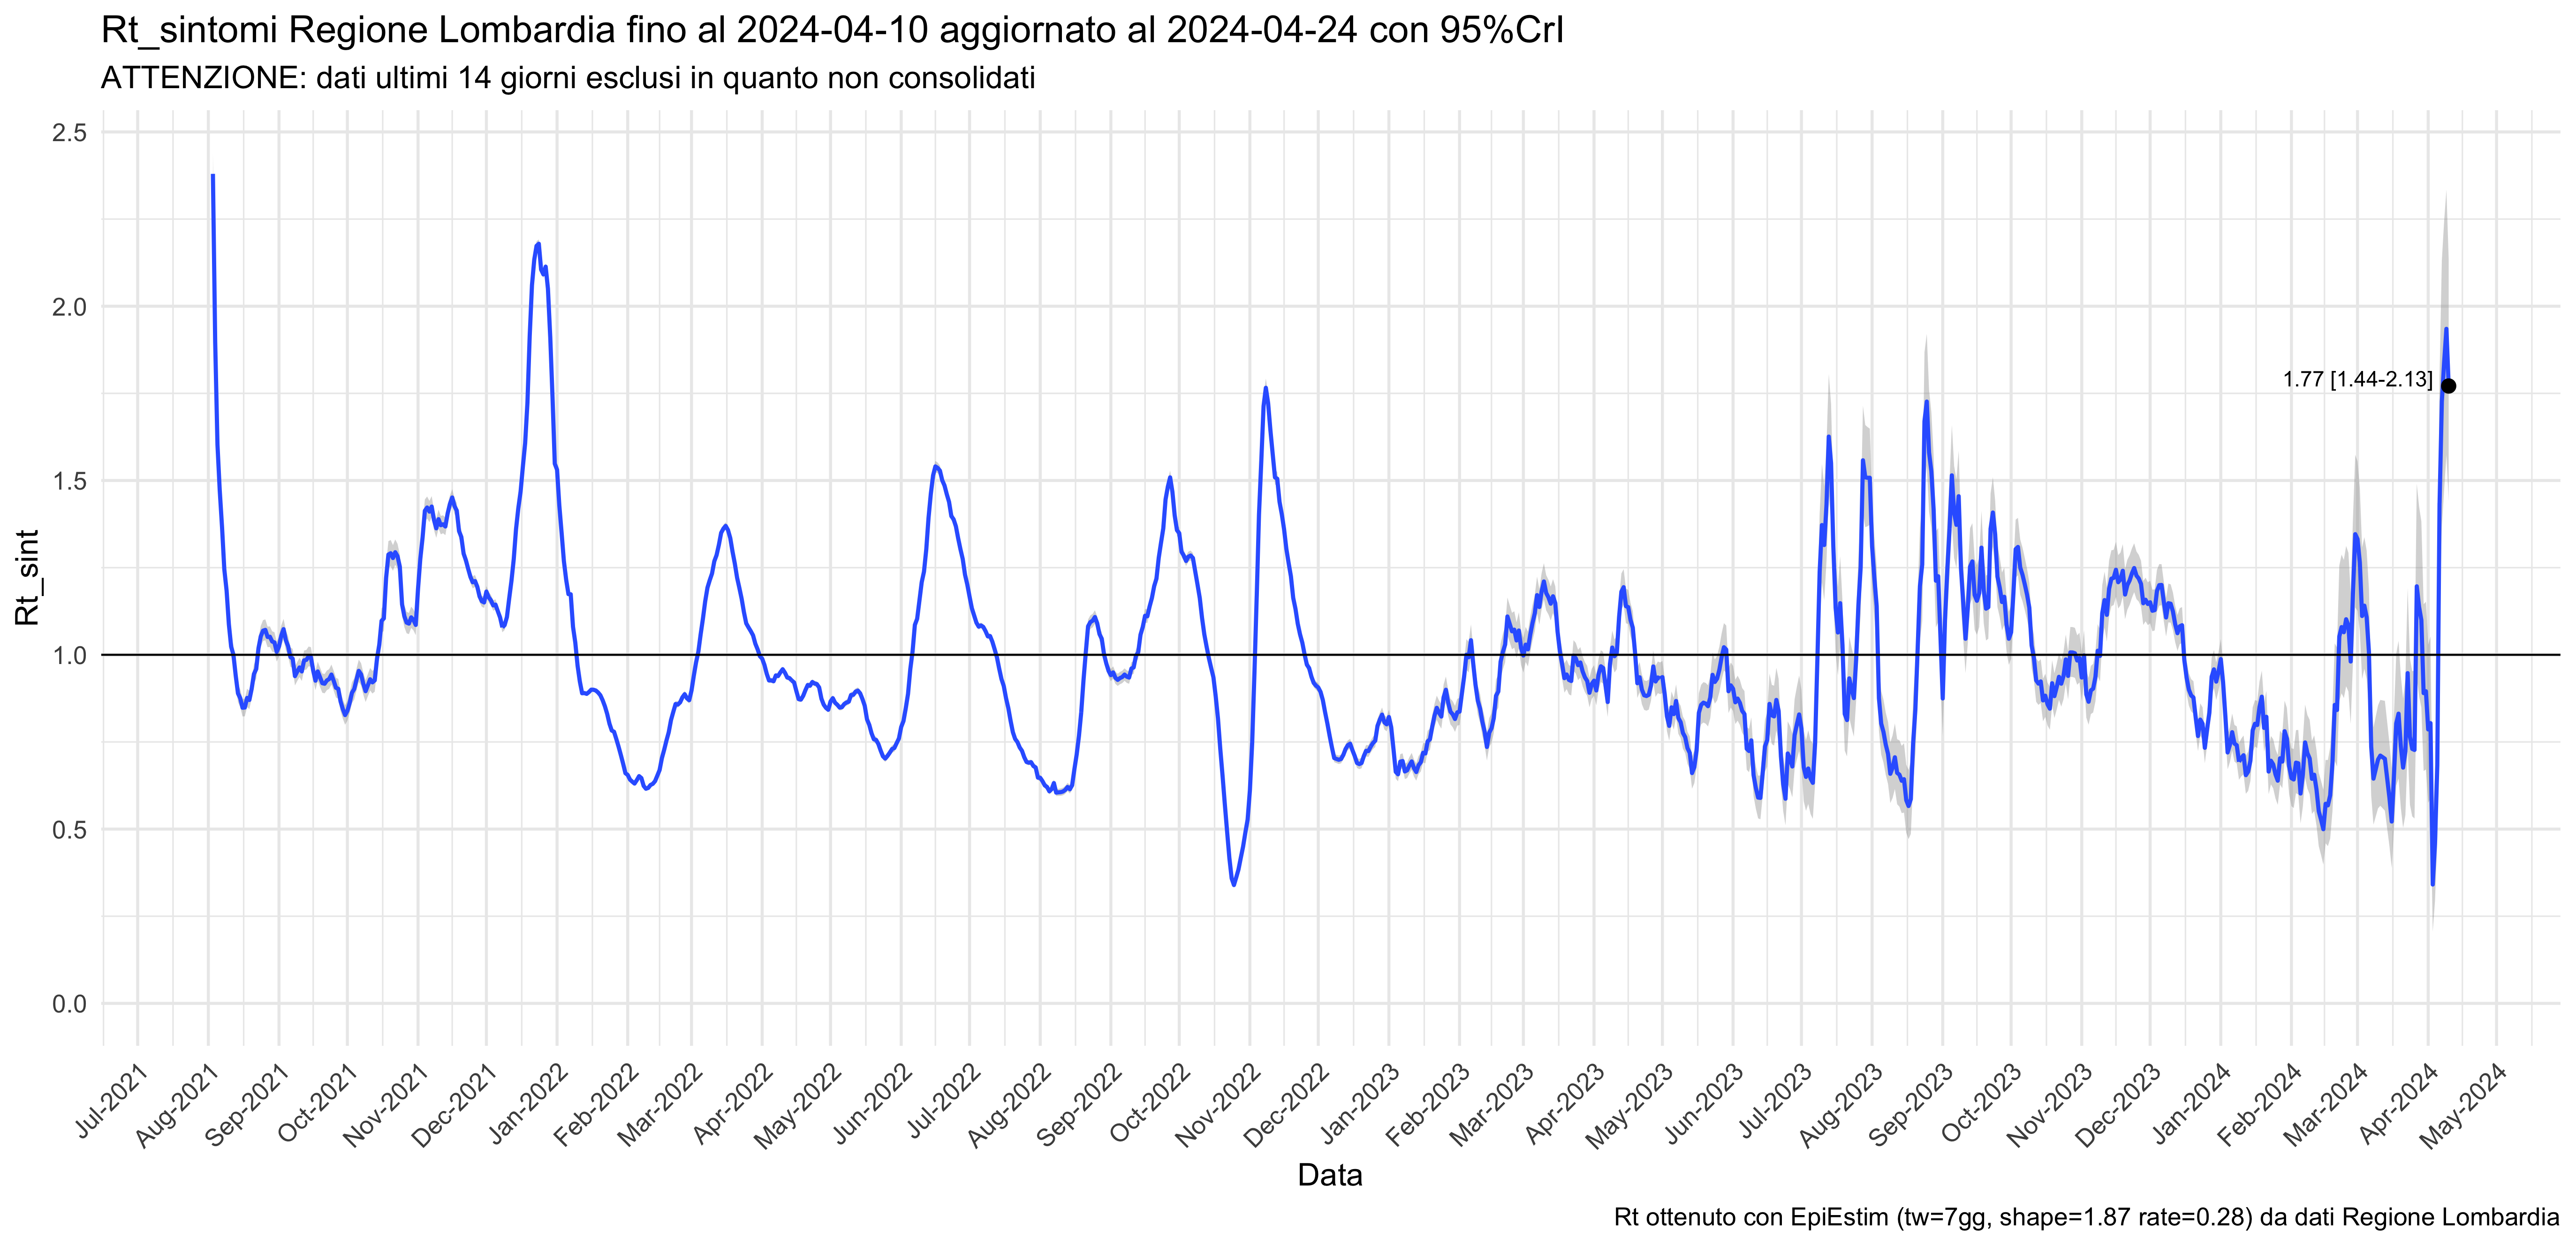 Rt_sintomi Regione Lombardia fino al 2024-04-10 aggiornato al 2024-04-24 con 95%CrI
ATTENZIONE: dati ultimi 14 giorni esclusi in quanto non consolidati
2.5
2.0
1.5
1.0
0.5
0.0
Rt_sint
1.77 [1.44-2.13]
Jul-2021
Aug-2021
Sep-2021
Oct-2021
Nov-2021
Dec-2021
Jan-2022
Feb-2022
Mar-2022
Apr-2022
May-2022
Jun-2022
Jul-2022
Aug-2022
Sep-2022
Oct-2022
Nov-2022
Dec-2022
Jan-2023
Feb-2023
Mar-2023
Apr-2023
May-2023
Jun-2023
Jul-2023
Aug-2023
Sep-2023
Oct-2023
Nov-2023
Dec-2023
Jan-2024
Feb-2024
Mar-2024
Apr-2024
May-2024
Data
Rt ottenuto con EpiEstim (tw=7gg, shape=1.87 rate=0.28) da dati Regione Lombardia